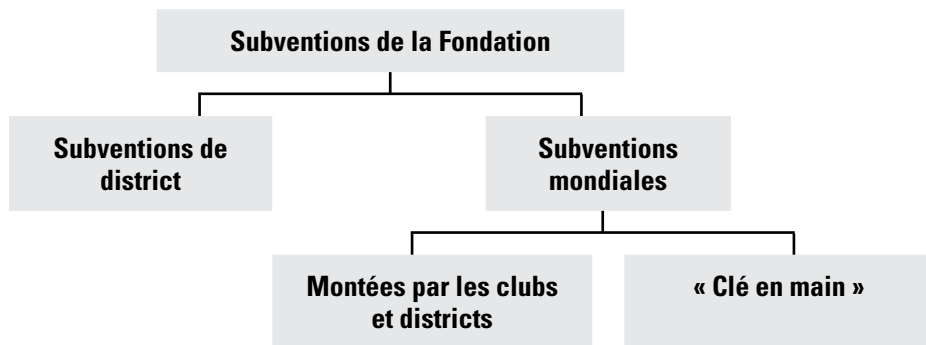 Subventions de la Fondation
Subventions de
district
Subventions
mondiales
Montées par les clubs
et districts
« Clé en main »